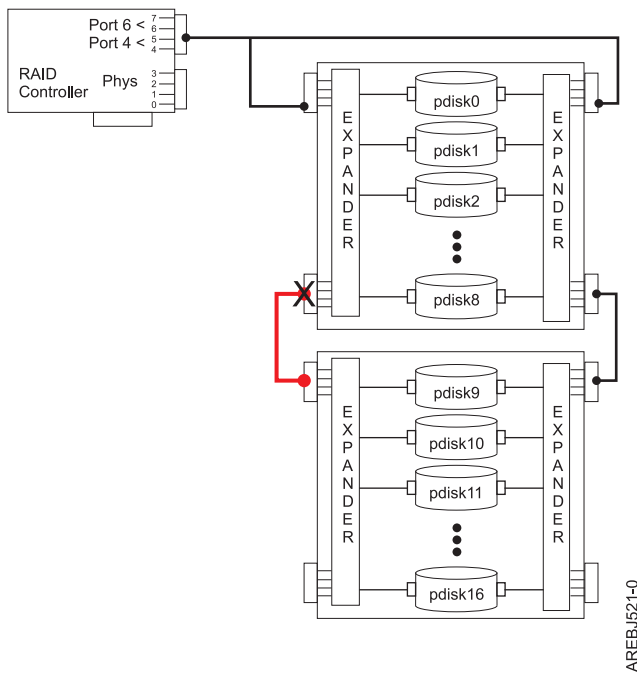 Port 6 <
Port 4 <
7
6
5
4
RAID
Controller
Phys
3
2
1
0
EXPANDER
pdisk0
pdisk1
pdisk2
pdisk8
EXPANDER
X
EXPANDER
pdisk9
pdisk10
pdisk11
pdisk16
EXPANDER
AREBJ521-0